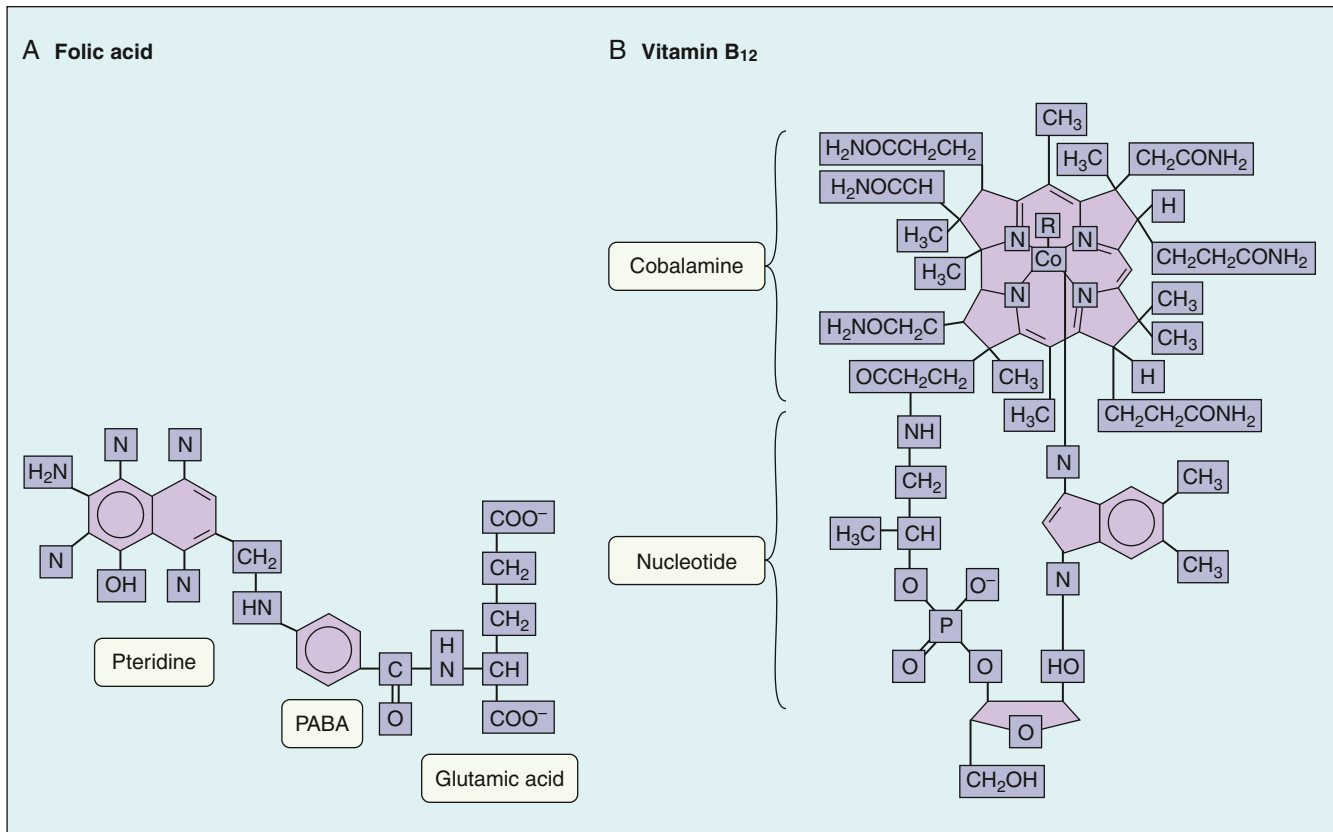 A Folic acid
H₂N
N
N
N
OH
N
CH₂
HN
Pteridine
PABA
C
O
H
N
CH
COO⁻
CH₂
CH₂
COO⁻
Glutamic acid
B Vitamin B₁₂
Cobalamine
Nucleotide
CH₃
H₂NOCCH₂CH₂
H₃C
CH₂CONH₂
H₂NOCCH
H
H₃C
R
N
N
H₃C
Co
CH₂CH₂CONH₂
N
N
CH₃
H₂NOCH₂C
CH₃
OCCH₂CH₂
CH₃
H
H₃C
CH₂CH₂CONH₂
NH
N
CH₂
CH₃
H₃C
CH
CH₃
O
O⁻
N
P
O
O
HO
O
CH₂OH